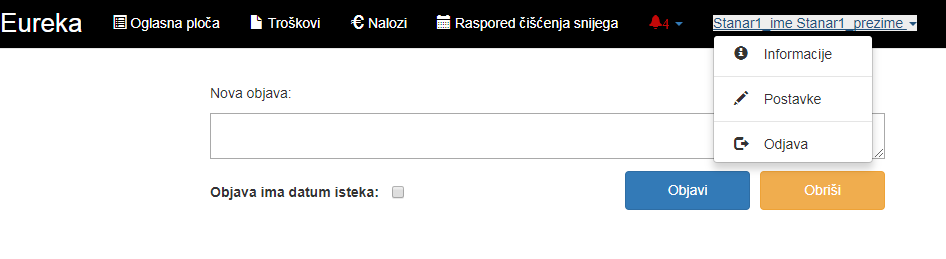 Eureka Oglasna ploča Troškovi Nalozi Raspored čišćenja snijega 4 Stanar1_ime Stanar1_prezime
Informacije
Postavke
Odjava
Nova objava:
Objava ima datum isteka:
Objavi Obriši